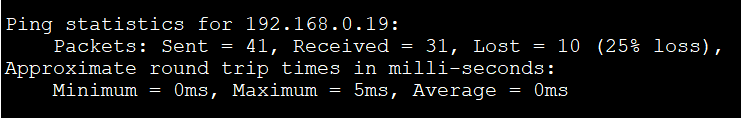 Ping statistics for 192.168.0.19:
    Packets: Sent = 41, Received = 31, Lost = 10 (25% loss),
Approximate round trip times in milli-seconds:
    Minimum = 0ms, Maximum = 5ms, Average = 0ms